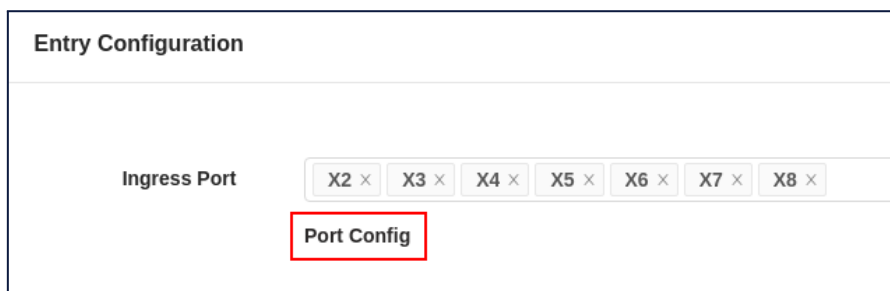 Entry Configuration
Ingress Port X2 × X3 × X4 × X5 × X6 × X7 × X8 ×
Port Config